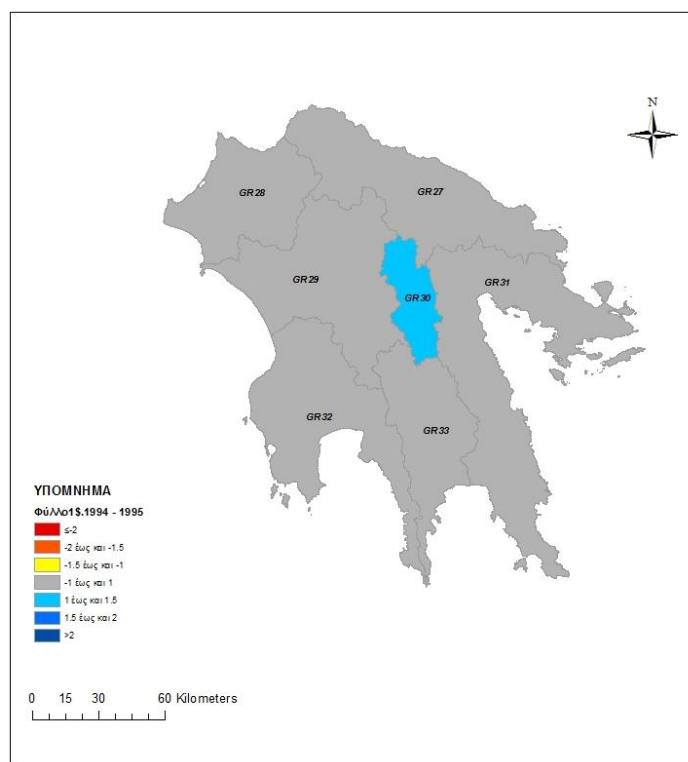 N
GR28
GR27
GR29
GR30
GR31
GR32
GR33
ΥΠΟΜΝΗΜΑ
Φύλλο1$.1994 - 1995
≤-2
-2 έως και -1.5
-1.5 έως και -1
-1 έως και 1
1 έως και 1.5
1.5 έως και 2
>2
0 15 30 60 Kilometers